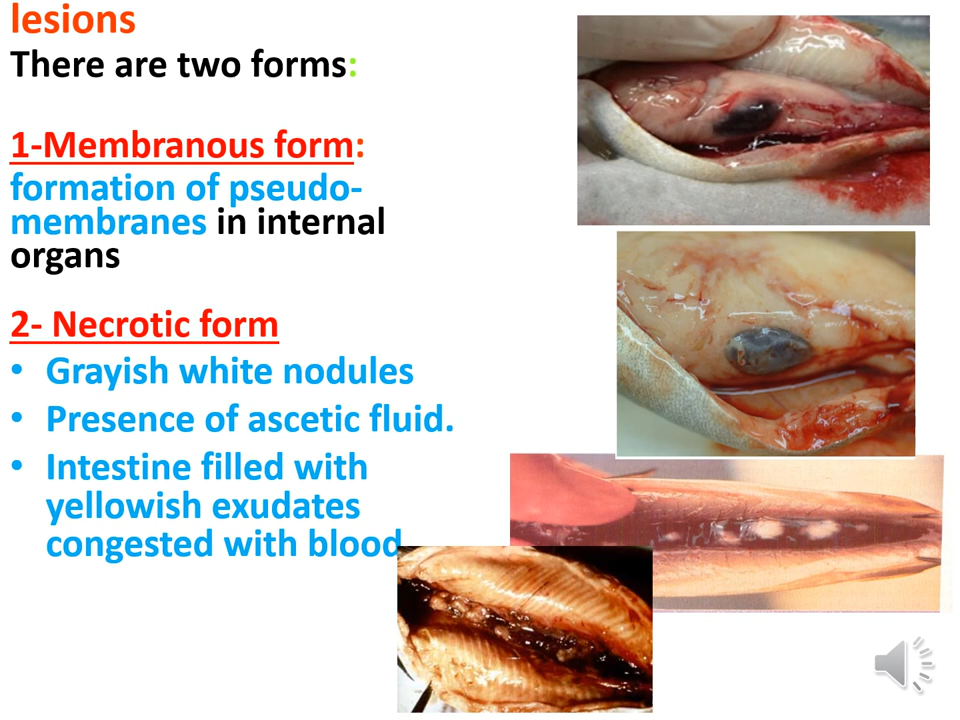 lesions
There are two forms:
1-Membranous form:
formation of pseudo-
membranes in internal
organs
2- Necrotic form
• Grayish white nodules
• Presence of ascetic fluid.
• Intestine filled with
yellowish exudates
congested with blood